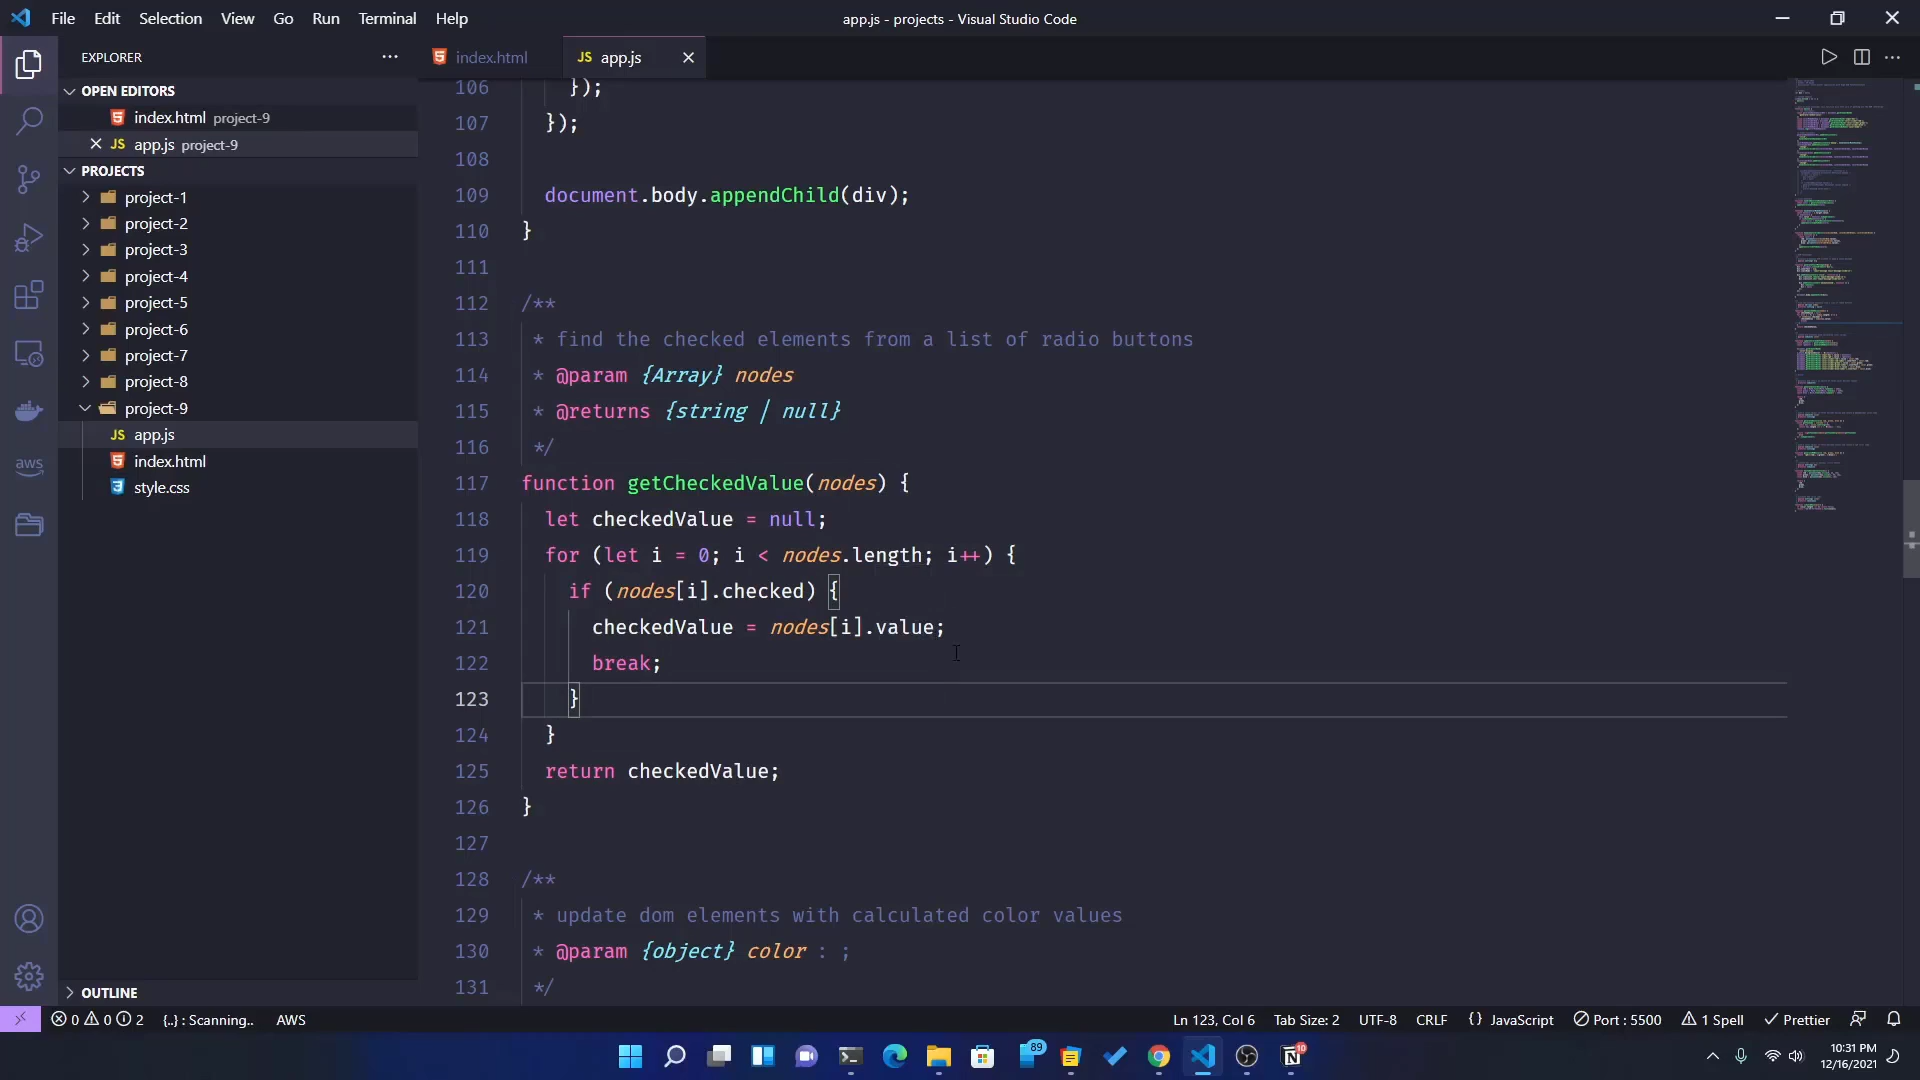 File Edit Selection View Go Run Terminal Help
app.js - projects - Visual Studio Code
EXPLORER
OPEN EDITORS
index.html project-9
JS app.js project-9
PROJECTS
project-1
project-2
project-3
project-4
project-5
project-6
project-7
project-8
project-9
JS app.js
index.html
style.css
OUTLINE
aws
index.html
JS app.js
106 });
107 });
108
109 document.body.appendChild(div);
110 }
111
112 /**
113 * find the checked elements from a list of radio buttons
114 * @param {Array} nodes
115 * @returns {string | null}
116 */
117 function getCheckedValue(nodes) {
118 let checkedValue = null;
119 for (let i = 0; i < nodes.length; i++) {
120 if (nodes[i].checked) {
121 checkedValue = nodes[i].value;
122 break;
123 }
124 }
125 return checkedValue;
126 }
127
128 /**
129 * update dom elements with calculated color values
130 * @param {object} color : ;
131 */
0 0 2 {..} : Scanning.. AWS
Ln 123, Col 6 Tab Size: 2 UTF-8 CRLF {} JavaScript Port : 5500 1 Spell Prettier
89
10
10:31 PM
12/16/2021